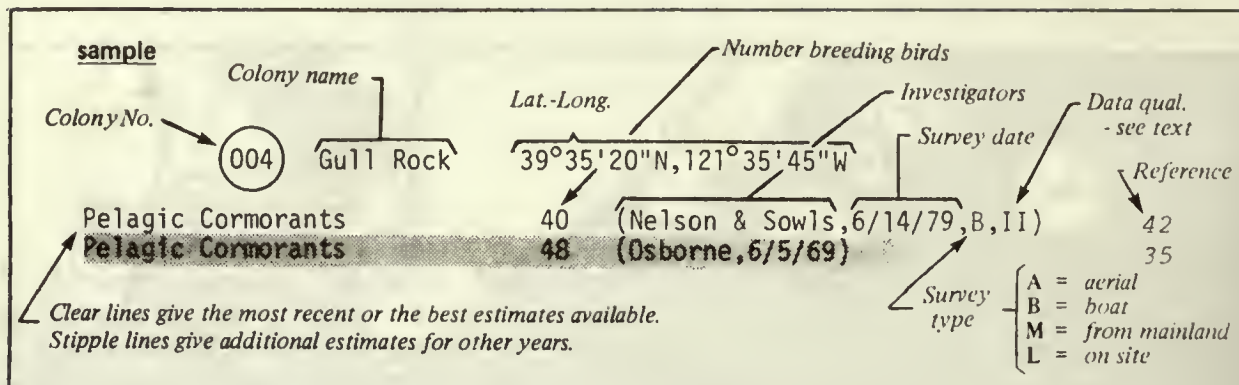 sample
Number breeding birds
Colony name
Investigators
Lat.-Long.
Data qual.
- see text
Colony No.
Survey date
004 Gull Rock 39°35'20"N,121°35'45"W
Reference
Pelagic Cormorants 40 (Nelson & Sowls,6/14/79,B,II) 42
Pelagic Cormorants 48 (Osborne,6/5/69) 35
Clear lines give the most recent or the best estimates available.
Stipple lines give additional estimates for other years.
Survey
type
A = aerial
B = boat
M = from mainland
L = on site